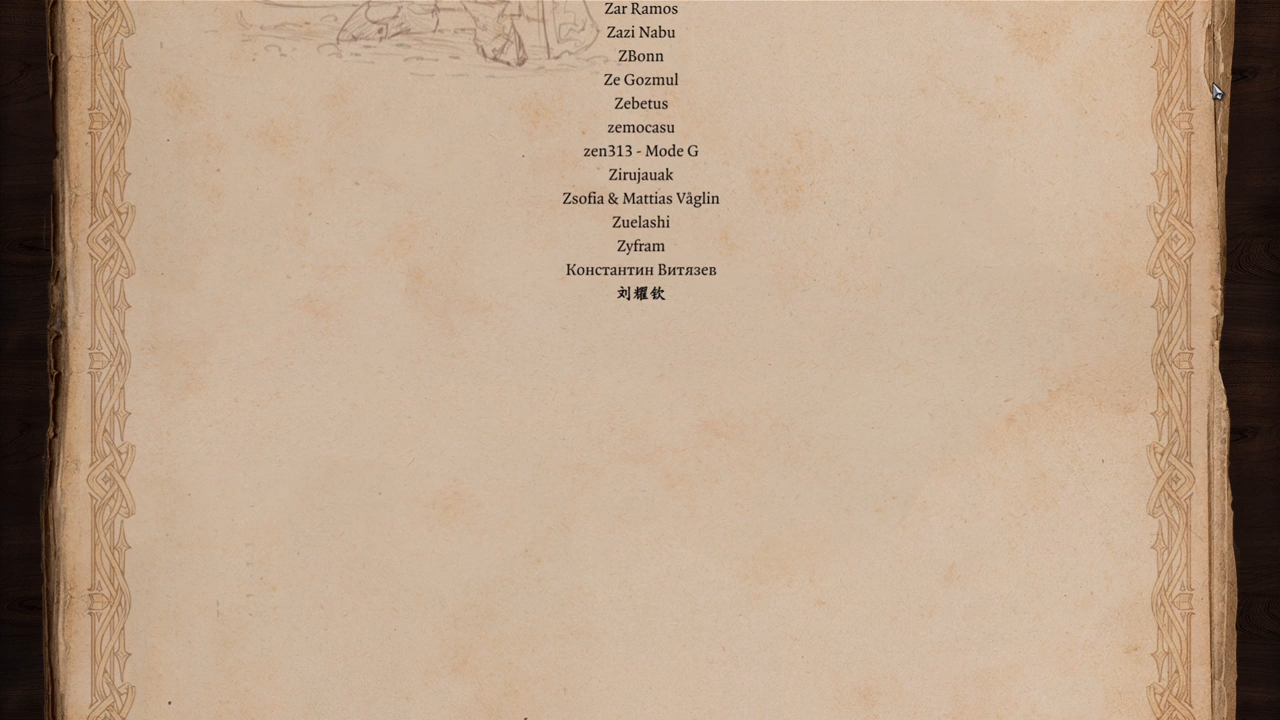 Zar Ramos
Zazi Nabu
ZBonn
Ze Gozmul
Zebetus
zemocasu
zen313 - Mode G
Zirujauak
Zsofia & Mattias Våglin
Zuelashi
Zyfram
Константин Витязев
刘耀钦